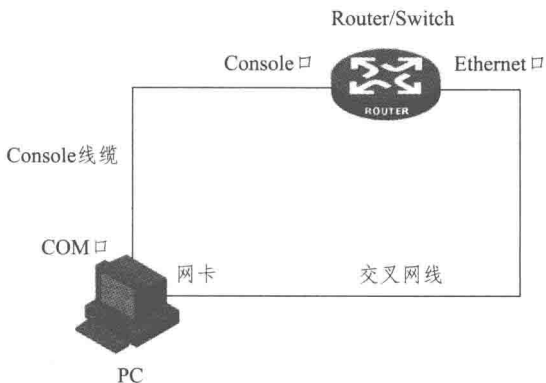 Router/Switch
Console口
Ethernet口
ROUTER
Console线缆
COM口
网卡
交叉网线
PC